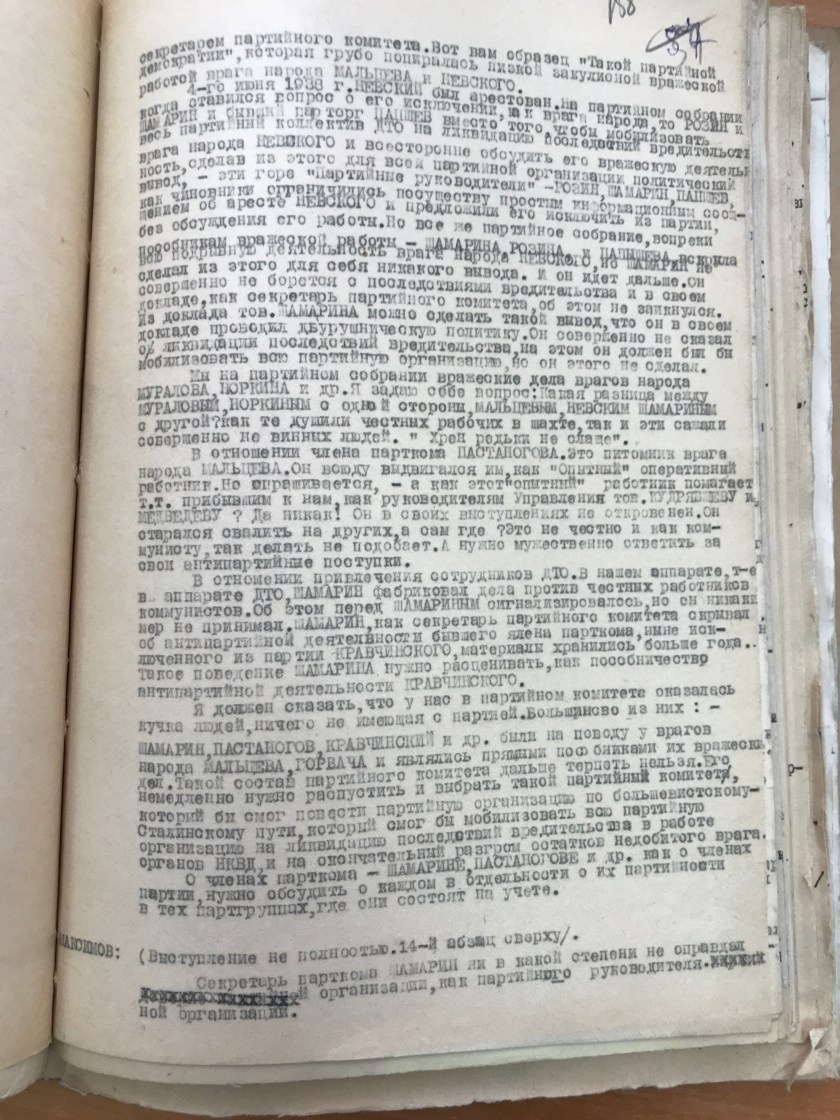 188
секретарем партийного комитета.Вот вам образец "Такой партийной
демократии",которая грубо попиралась низкой закулисной вражеской
работой врага народа МАЛЬЦЕВА и НЕВСКОГО.
4-го июня 1938 г.НЕВСКИЙ был арестован.На партийном собрании
когда ставился вопрос о его исключении,как врага народа,то РОЗИН и
ШАМАРИН и бывший парторг ПАПШЕВ вместо того,чтобы мобилизовать
весь партийный коллектив ДТО на ликвидацию последствий вредительст
врага народа НЕВСКОГО и всесторонне обсудить его вражескую деятель
ность,сделав из этого для всей партийной организации политический
вывод, - эти горе "Партийные руководители" -РОЗИН,ШАМАРИН,ПАПШЕВ,
как чиновники ограничились посуществу простым информационным сооб-
щением об аресте НЕВСКОГО и предложили его исключить из партии,
без обсуждения его работы.Но все же партийное собрание,вопреки
пособникам вражеской работы - ШАМАРИНА,РОЗИНА, ПАПШЕВА,вскрыла
всю подрывную деятельность врага народа НЕВСКОГО,но ШАМАРИН не
сделал из этого для себя никакого вывода. и он идет дальше.Он
совершенно не борется с последствиями вредительства и в своем
докладе,как секретарь партийного комитета,об этом не заикнулся.
Из доклада тов.ШАМАРИНА можно сделать такой вывод,что он в своем
докладе проводил двурушническую политику.Он совершенно не сказал
об ликвидации последствий вредительства,на этом он должен был бы
мобилизовать всю партийную организацию,но он этого не сделал.
Мы на партийном собрании вражеские дела врагов народа
МУРАЛОВА,НОРКИНА и др.Я задаю себе вопрос:Какая разница между
МУРАЛОВЫМ,НОРКИНЫМ с одной стороны,МАЛЬЦЕВЫМ,НЕВСКИМ ШАМАРИНЫМ
с другой?Как те душили честных рабочих в шахте,так и эти сажали
совершенно не винных людей. " Хрен редьки не слаще".
В отношении члена парткома ПАСТАНОГОВА.Это питомник врага
народа МАЛЬЦЕВА.Он всюду выдвигался им,как "Опытный" оперативный
работник.Но спрашивается, - а как этот"опытный" работник помогает
т.т. прибывшим к нам,как руководителям Управления тов.КУДРЯВЦЕВУ и
МЕДВЕДЕВУ ? Да никак! Он в своих выступлениях не откровенен.Он
старался свалить на других,а сам где ?Это не честно и как ком-
мунисту,так делать не подобает.А нужно мужественно ответить за
свои антипартийные поступки.
В отношении привлечения сотрудников ДТО.В нашем аппарате,т-е
в аппарате ДТО,ШАМАРИН фабриковал дела против честных работников
коммунистов.Об этом перед ШАМАРИНЫМ сигнализировалось,но он никаки
мер не принимал.ШАМАРИН,как секретарь партийного комитета скрывал
об антипартийной деятельности бывшего члена парткома,ныне иск-
люченного из партии КРАВЧИНСКОГО,материалы хранились больше года..
Такое поведение ШАМАРИНА нужно расценивать,как пособничество
антипартийной деятельности КРАВЧИНСКОГО.
Я должен сказать,что у нас в партийном комитета оказалась
кучка людей,ничего не имеющая с партией.Большинсво из них : -
ШАМАРИН,ПАСТАНОГОВ,КРАВЧИНСКИЙ и др. были на поводу у врагов
народа МАЛЬЦЕВА,ГОРБАЧА и являлись прямыми пособниками их вражески
дел.Такой состав партийного комитета дальше терпеть нельзя.Его
немедленно нужно распустить и выбрать такой партийный комитет,
который бы смог повести партийную организацию по большевистскому-
Сталинскому пути,который смог бы мобилизовать всю партийную
организацию на ликвидацию последствий вредительства в работе
органов НКВД,и на окончательный разгром остатков недобитого врага.
О членах парткома - ШАМАРИНЕ,ПАСТАНОГОВЕ и др. как о членах
партии,нужно обсудить о каждом в отдельности о их партийности
в тех партгруппах,где они состоят на учете.
МАКСИМОВ: (Выступление не полностью.14-й абзац сверху/.
Секретарь парткома ШАМАРИН ни в какой степени не оправдал
ной организации,как партийного руководителя.
ной организации.